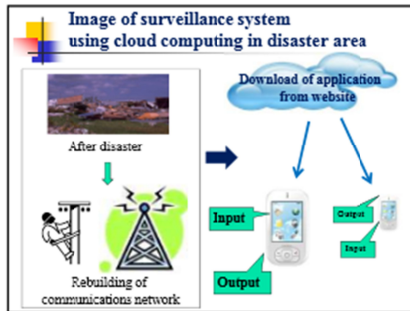 Image of surveillance system
using cloud computing in disaster area
Download of application
from website
After disaster
Rebuilding of
communications network
Input
Output
Output
Input